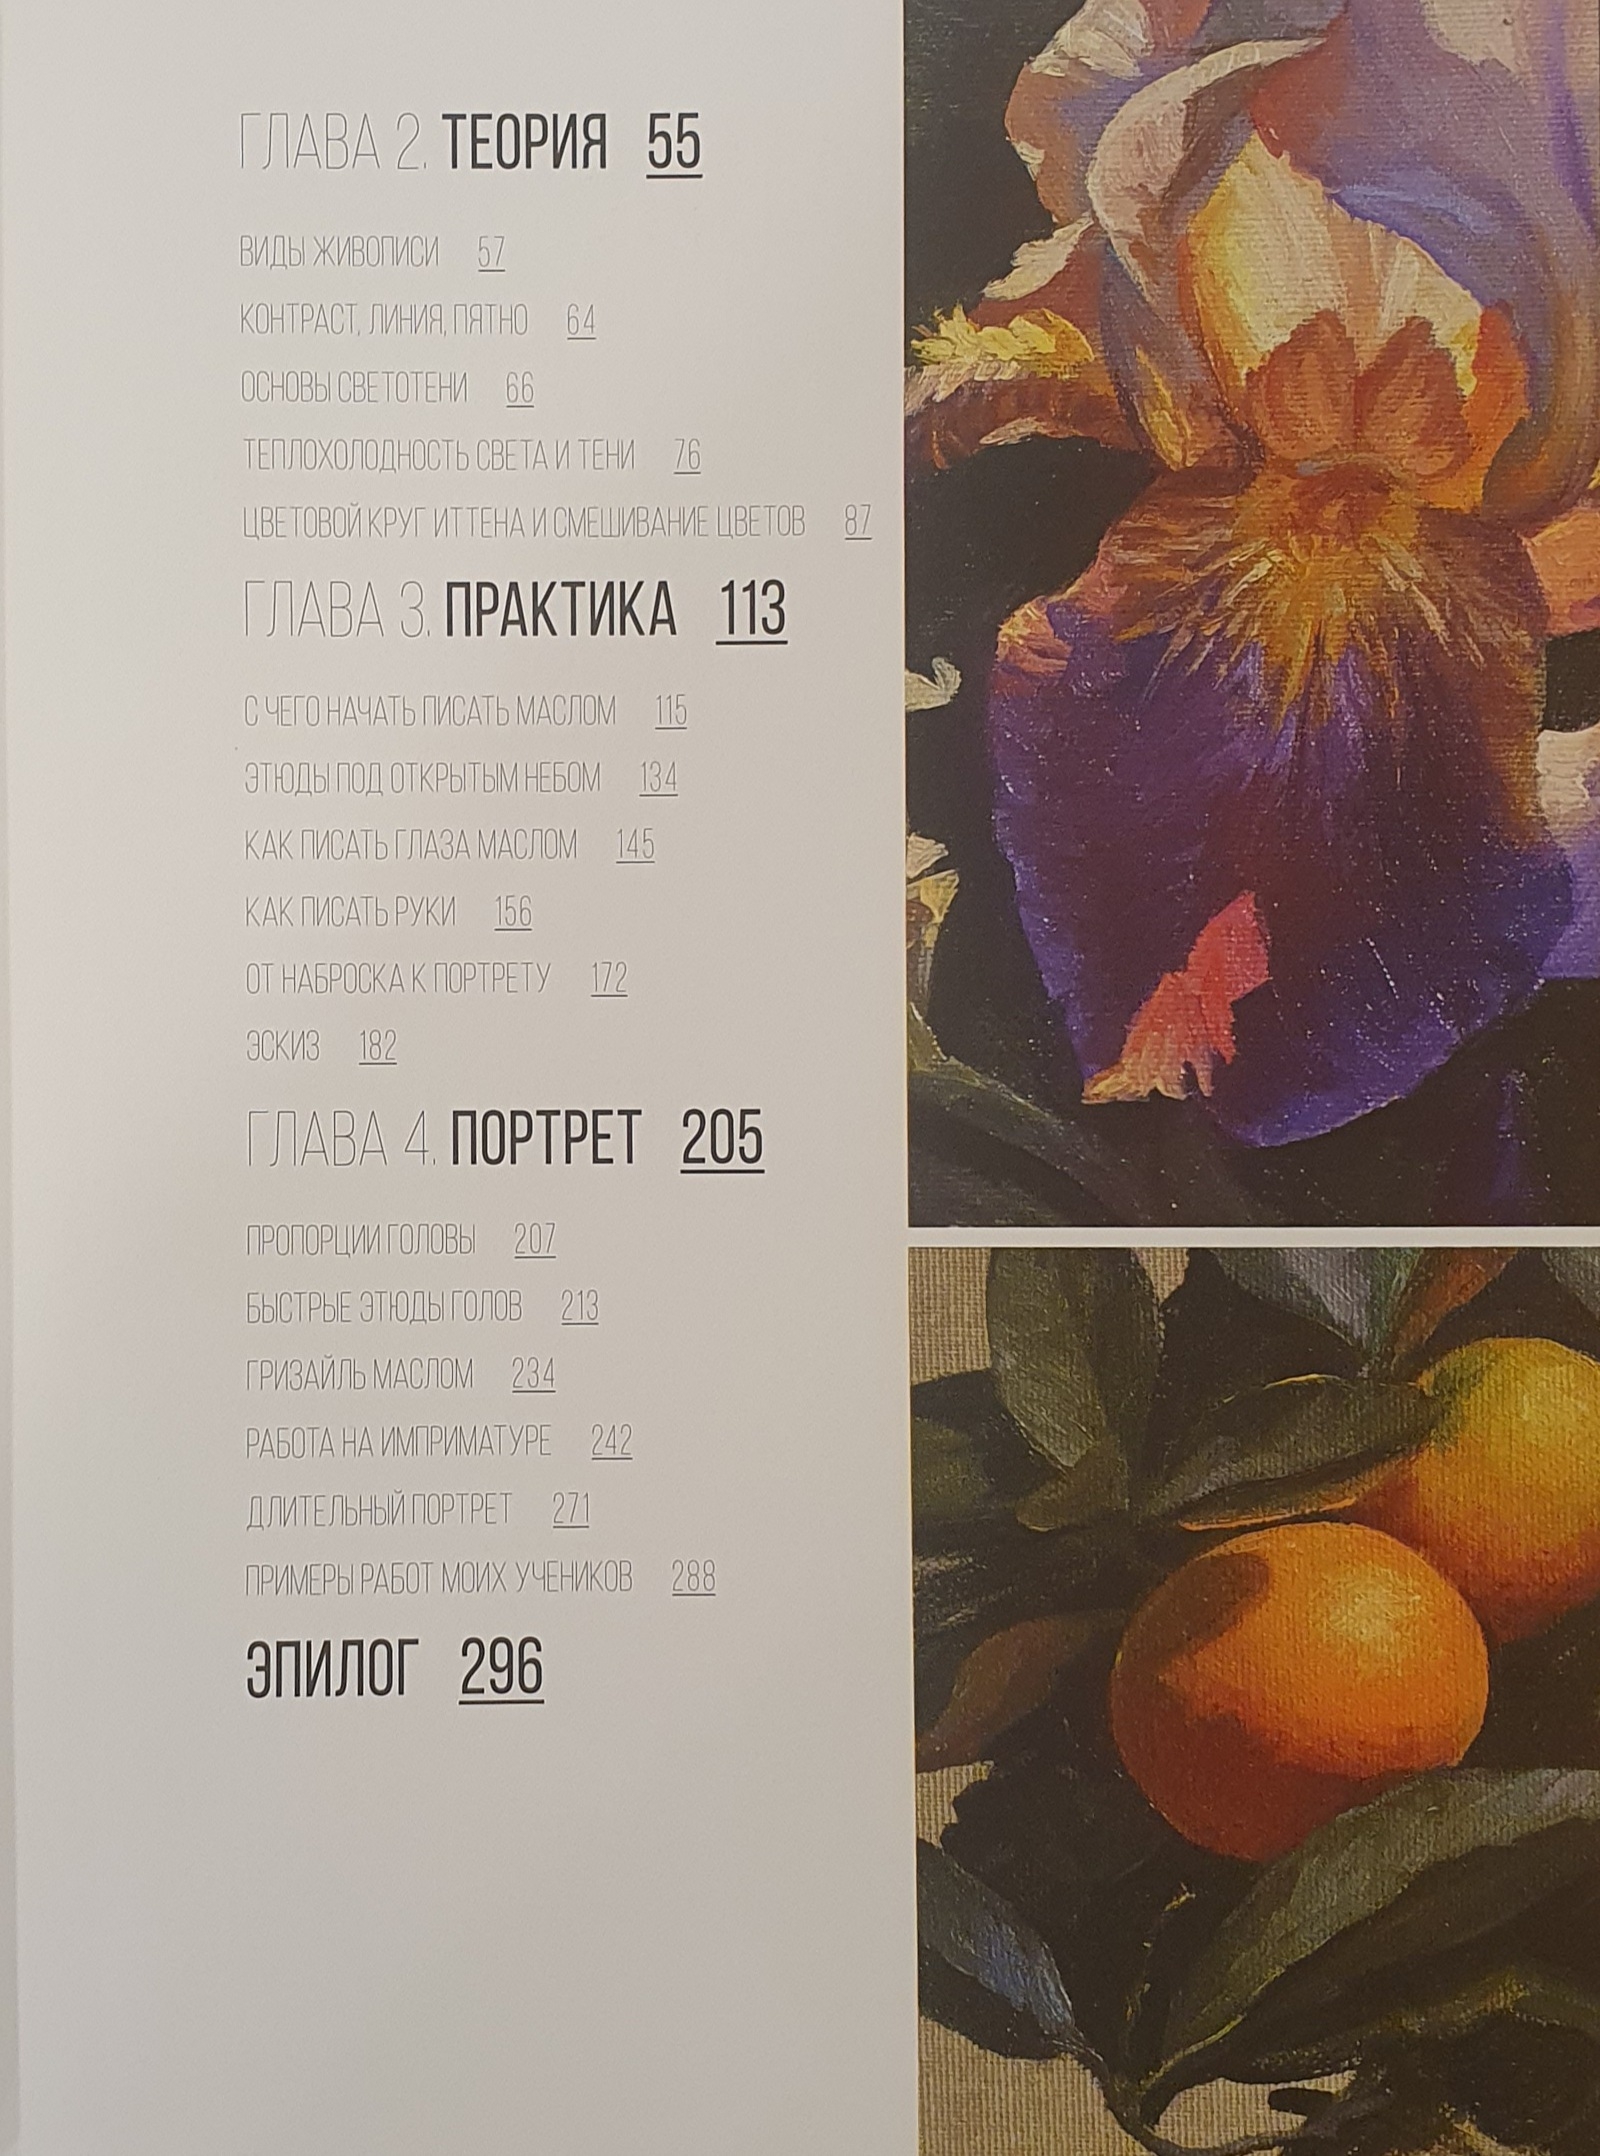 ГЛАВА 2. ТЕОРИЯ 55
ВИДЫ ЖИВОПИСИ 57
КОНТРАСТ, ЛИНИЯ, ПЯТНО 64
ОСНОВЫ СВЕТОТЕНИ 66
ТЕПЛОХОЛОДНОСТЬ СВЕТА И ТЕНИ 76
ЦВЕТОВОЙ КРУГ ИТТЕНА И СМЕШИВАНИЕ ЦВЕТОВ 87
ГЛАВА 3. ПРАКТИКА 113
С ЧЕГО НАЧАТЬ ПИСАТЬ МАСЛОМ 115
ЭТЮДЫ ПОД ОТКРЫТЫМ НЕБОМ 134
КАК ПИСАТЬ ГЛАЗА МАСЛОМ 145
КАК ПИСАТЬ РУКИ 156
ОТ НАБРОСКА К ПОРТРЕТУ 172
ЭСКИЗ 182
ГЛАВА 4. ПОРТРЕТ 205
ПРОПОРЦИИ ГОЛОВЫ 207
БЫСТРЫЕ ЭТЮДЫ ГОЛОВ 213
ГРИЗАЙЛЬ МАСЛОМ 234
РАБОТА НА ИМПРИМАТУРЕ 242
ДЛИТЕЛЬНЫЙ ПОРТРЕТ 271
ПРИМЕРЫ РАБОТ МОИХ УЧЕНИКОВ 288
ЭПИЛОГ 296